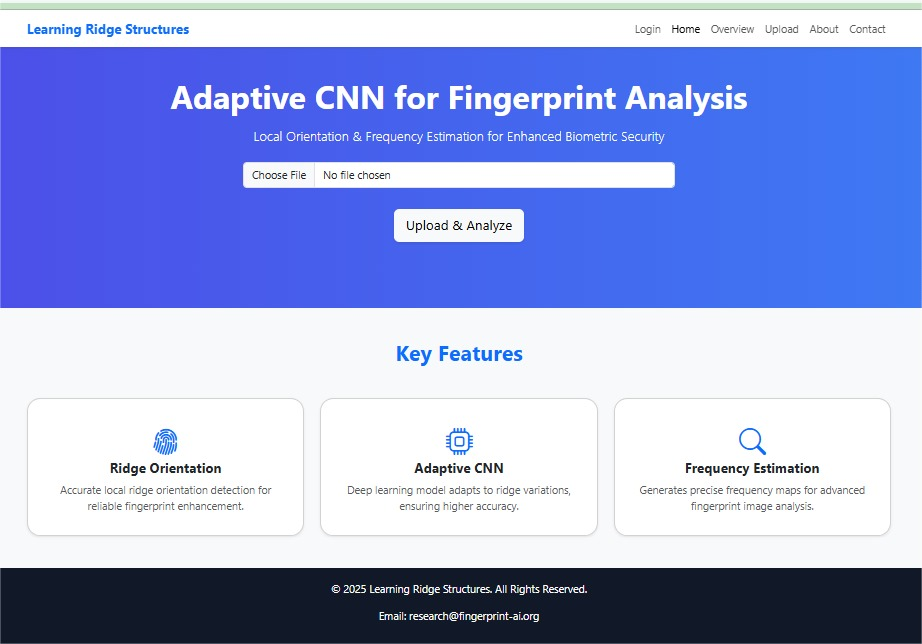 Learning Ridge Structures
Login Home Overview Upload About Contact
Adaptive CNN for Fingerprint Analysis
Local Orientation & Frequency Estimation for Enhanced Biometric Security
Choose File No file chosen
Upload & Analyze
Key Features
Ridge Orientation
Accurate local ridge orientation detection for
reliable fingerprint enhancement.
Adaptive CNN
Deep learning model adapts to ridge variations,
ensuring higher accuracy.
Frequency Estimation
Generates precise frequency maps for advanced
fingerprint image analysis.
© 2025 Learning Ridge Structures. All Rights Reserved.
Email: research@fingerprint-ai.org